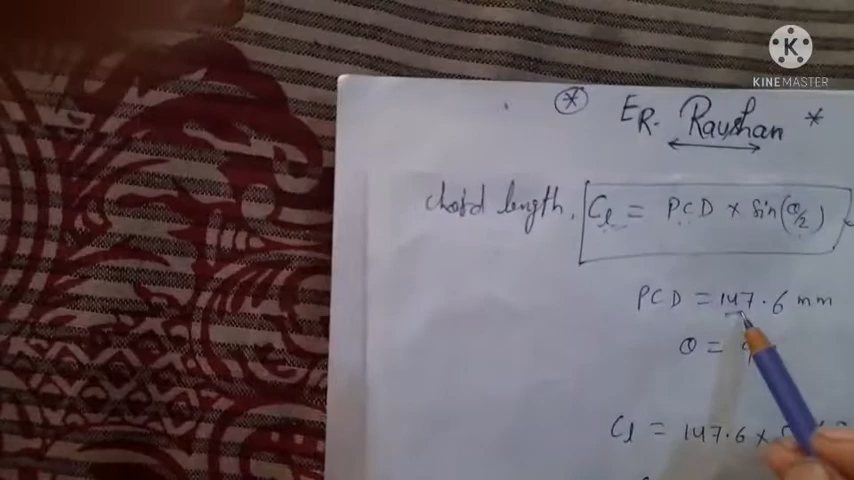 K
KINEMASTER
* ER. Raushan *
Chord length, Cl = PCD × Sin(θ/2)
PCD = 147.6 mm
θ =
Cl = 147.6 ×